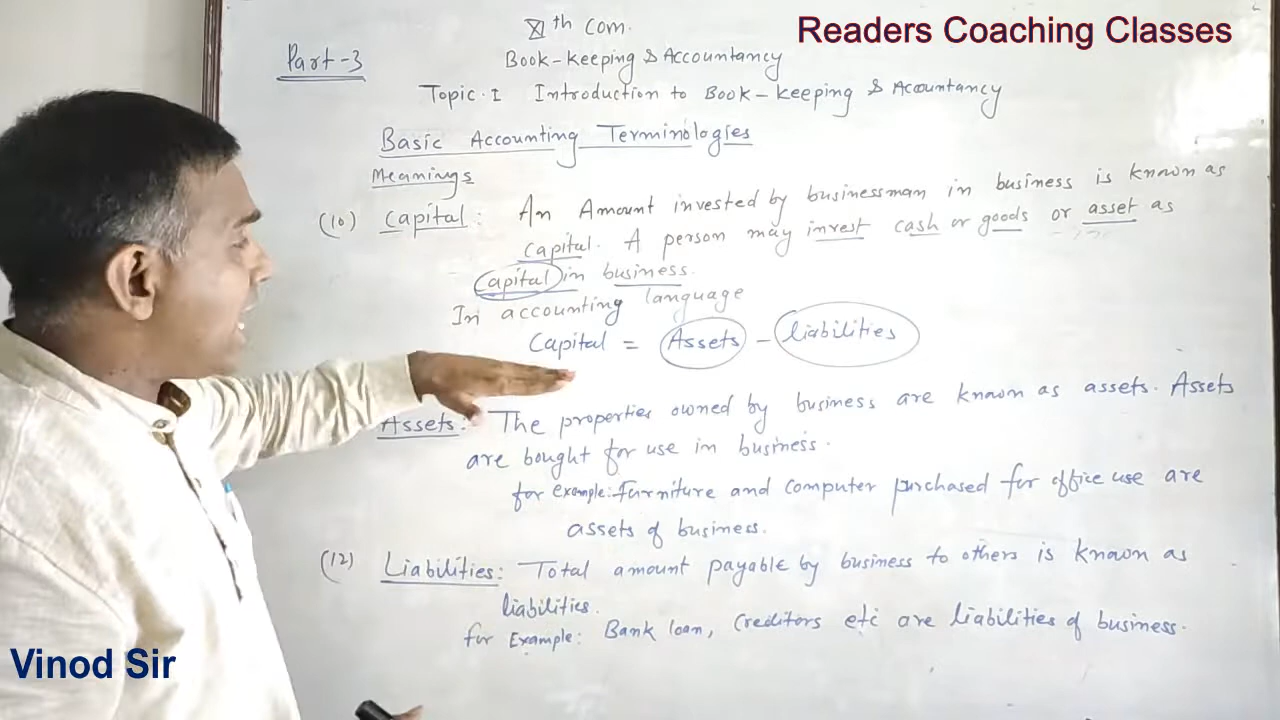 XIth Com.
Readers Coaching Classes
Part-3
Book-keeping & Accountancy
Topic.I Introduction to Book-keeping & Accountancy
Basic Accounting Terminologies
Meanings
(10) Capital: An Amount invested by businessman in business is known as
capital. A person may invest cash or goods or asset as
Capital in business.
In accounting language
Capital = Assets - Liabilities
Assets: The properties owned by business are known as assets. Assets
are bought for use in business.
for example: Furniture and computer purchased for office use are
assets of business.
(12) Liabilities: Total amount payable by business to others is known as
liabilities.
for Example: Bank loan, Creditors etc are liabilities of business.
Vinod Sir